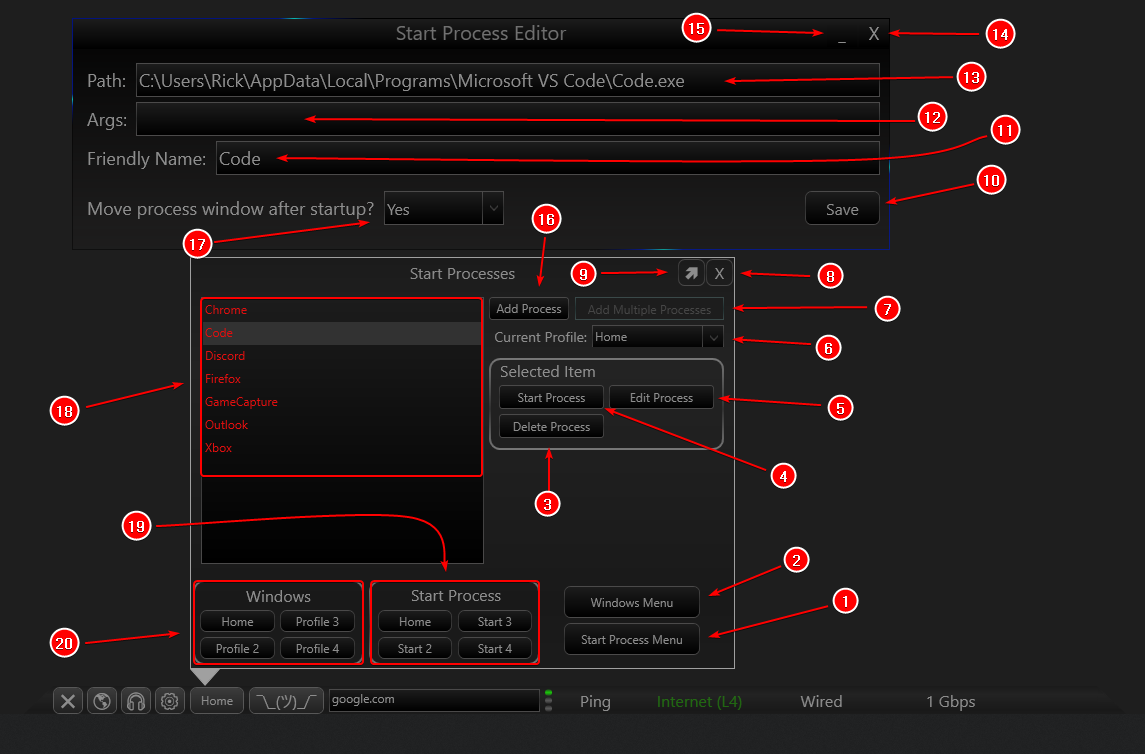 Start Process Editor
15
_
X
14
Path:
C:\Users\Rick\AppData\Local\Programs\Microsoft VS Code\Code.exe
13
Args:
12
11
Friendly Name:
Code
10
Move process window after startup?
Yes
Save
17
16
Start Processes
9
X
8
Chrome
Code
Discord
Firefox
GameCapture
Outlook
Xbox
Add Process
Add Multiple Processes
7
Current Profile:
Home
6
Selected Item
Start Process
Edit Process
5
Delete Process
18
4
3
19
2
Windows
Home
Profile 3
Profile 2
Profile 4
Start Process
Home
Start 3
Start 2
Start 4
Windows Menu
Start Process Menu
1
20
Home
¯\_(ツ)_/¯
google.com
Ping
Internet (L4)
Wired
1 Gbps